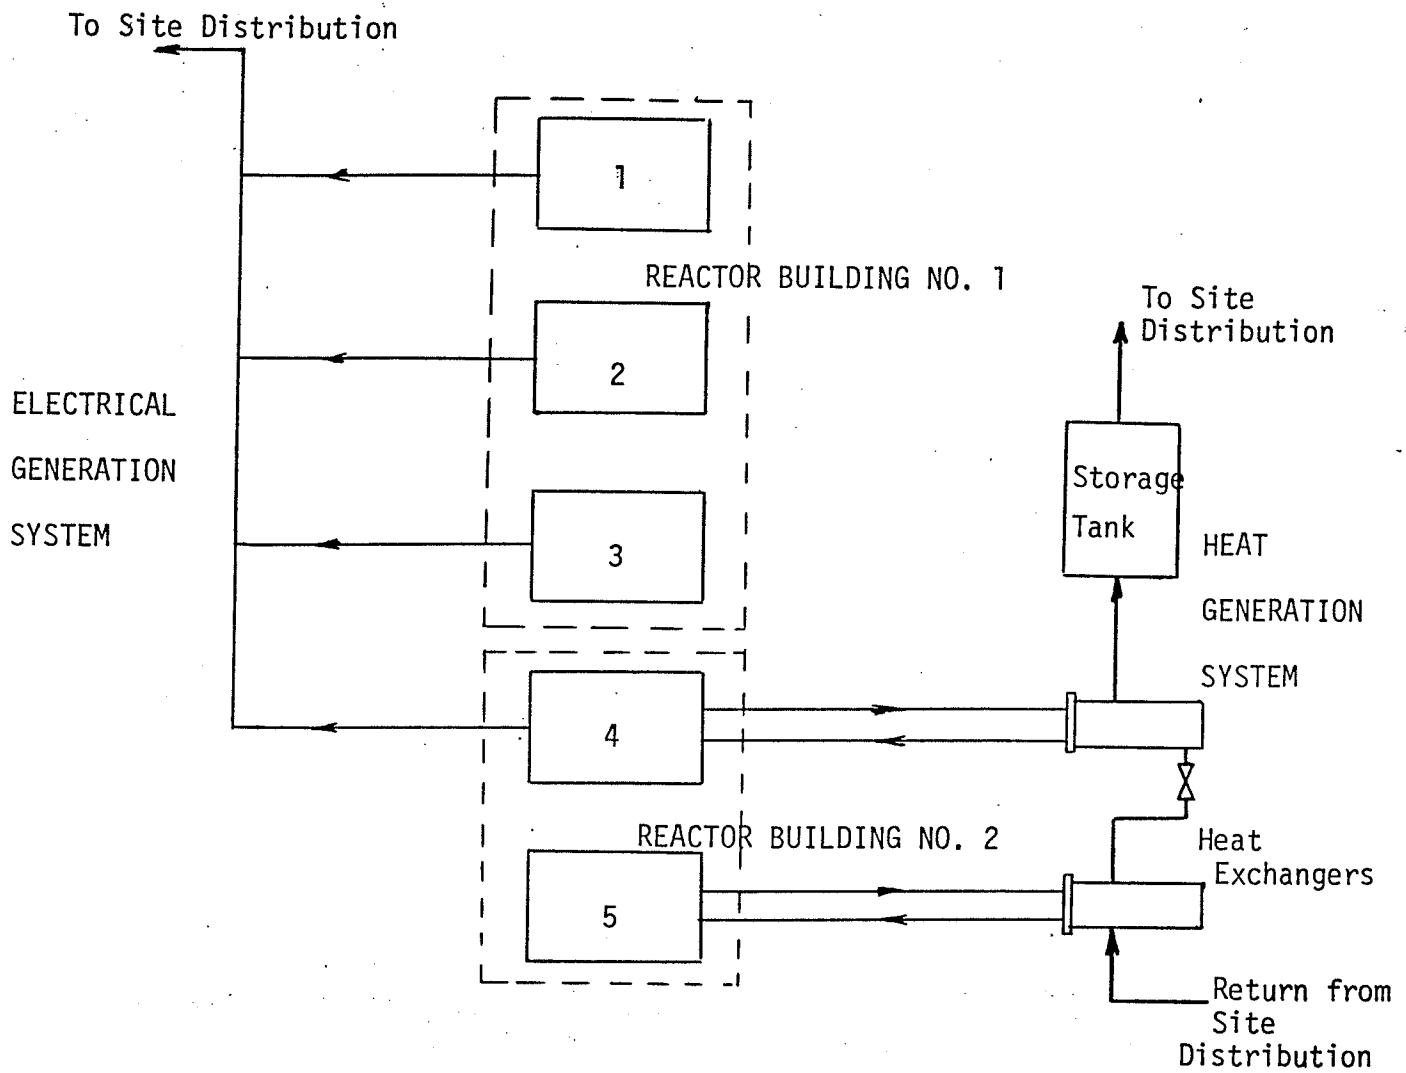 To Site Distribution
1
REACTOR BUILDING NO. 1
To Site
Distribution
2
ELECTRICAL
GENERATION
SYSTEM
Storage
Tank
3
HEAT
GENERATION
SYSTEM
4
REACTOR BUILDING NO. 2
Heat
Exchangers
5
Return from
Site
Distribution